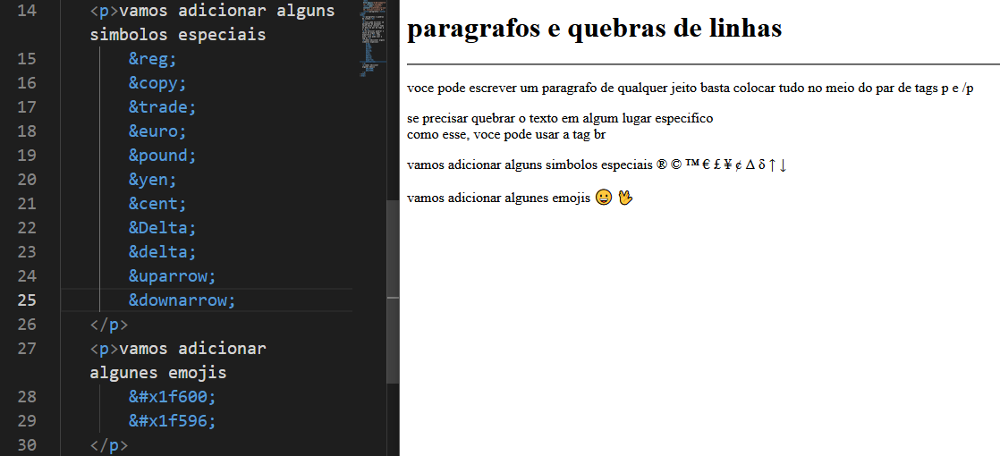 14 <p>vamos adicionar alguns
simbolos especiais
15 &reg;
16 &copy;
17 &trade;
18 &euro;
19 &pound;
20 &yen;
21 &cent;
22 &Delta;
23 &delta;
24 &uparrow;
25 &downarrow;
26 </p>
27 <p>vamos adicionar
algunes emojis
28 &#x1f600;
29 &#x1f596;
30 </p>
paragrafos e quebras de linhas
voce pode escrever um paragrafo de qualquer jeito basta colocar tudo no meio do par de tags p e /p
se precisar quebrar o texto em algum lugar especifico
como esse, voce pode usar a tag br
vamos adicionar alguns simbolos especiais ® © ™ € £ ¥ ¢ Δ δ ↑ ↓
vamos adicionar algunes emojis 😀 🖖